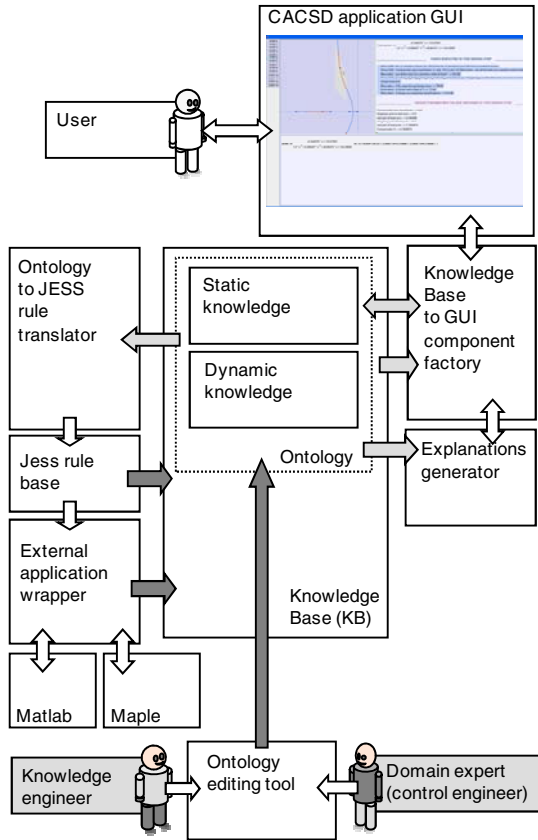 CACSD application GUI
User
Ontology
to JESS
rule
translator
Static
knowledge
Dynamic
knowledge
Ontology
Knowledge
Base
to GUI
component
factory
Jess rule
base
Explanations
generator
External
application
wrapper
Knowledge
Base (KB)
Matlab
Maple
Knowledge
engineer
Ontology
editing tool
Domain expert
(control engineer)